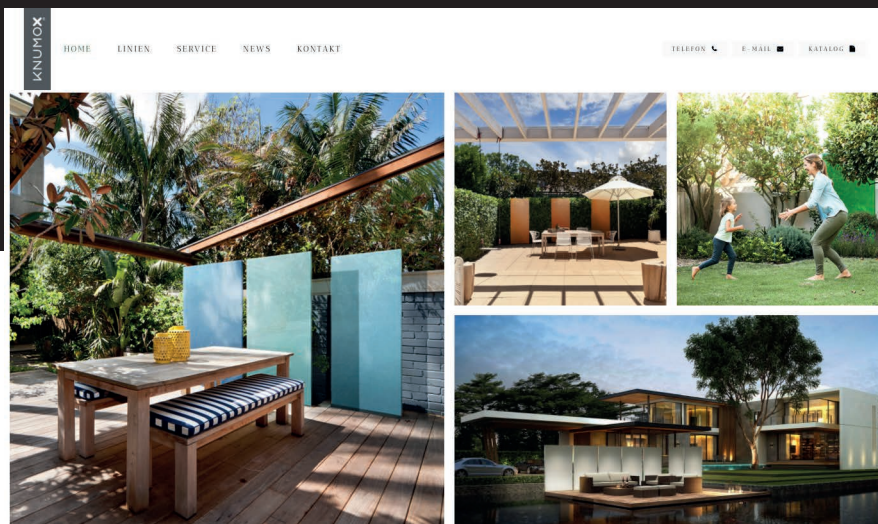 KNUMOX
HOME LINIEN SERVICE NEWS KONTAKT
TELEFON E-MAIL KATALOG